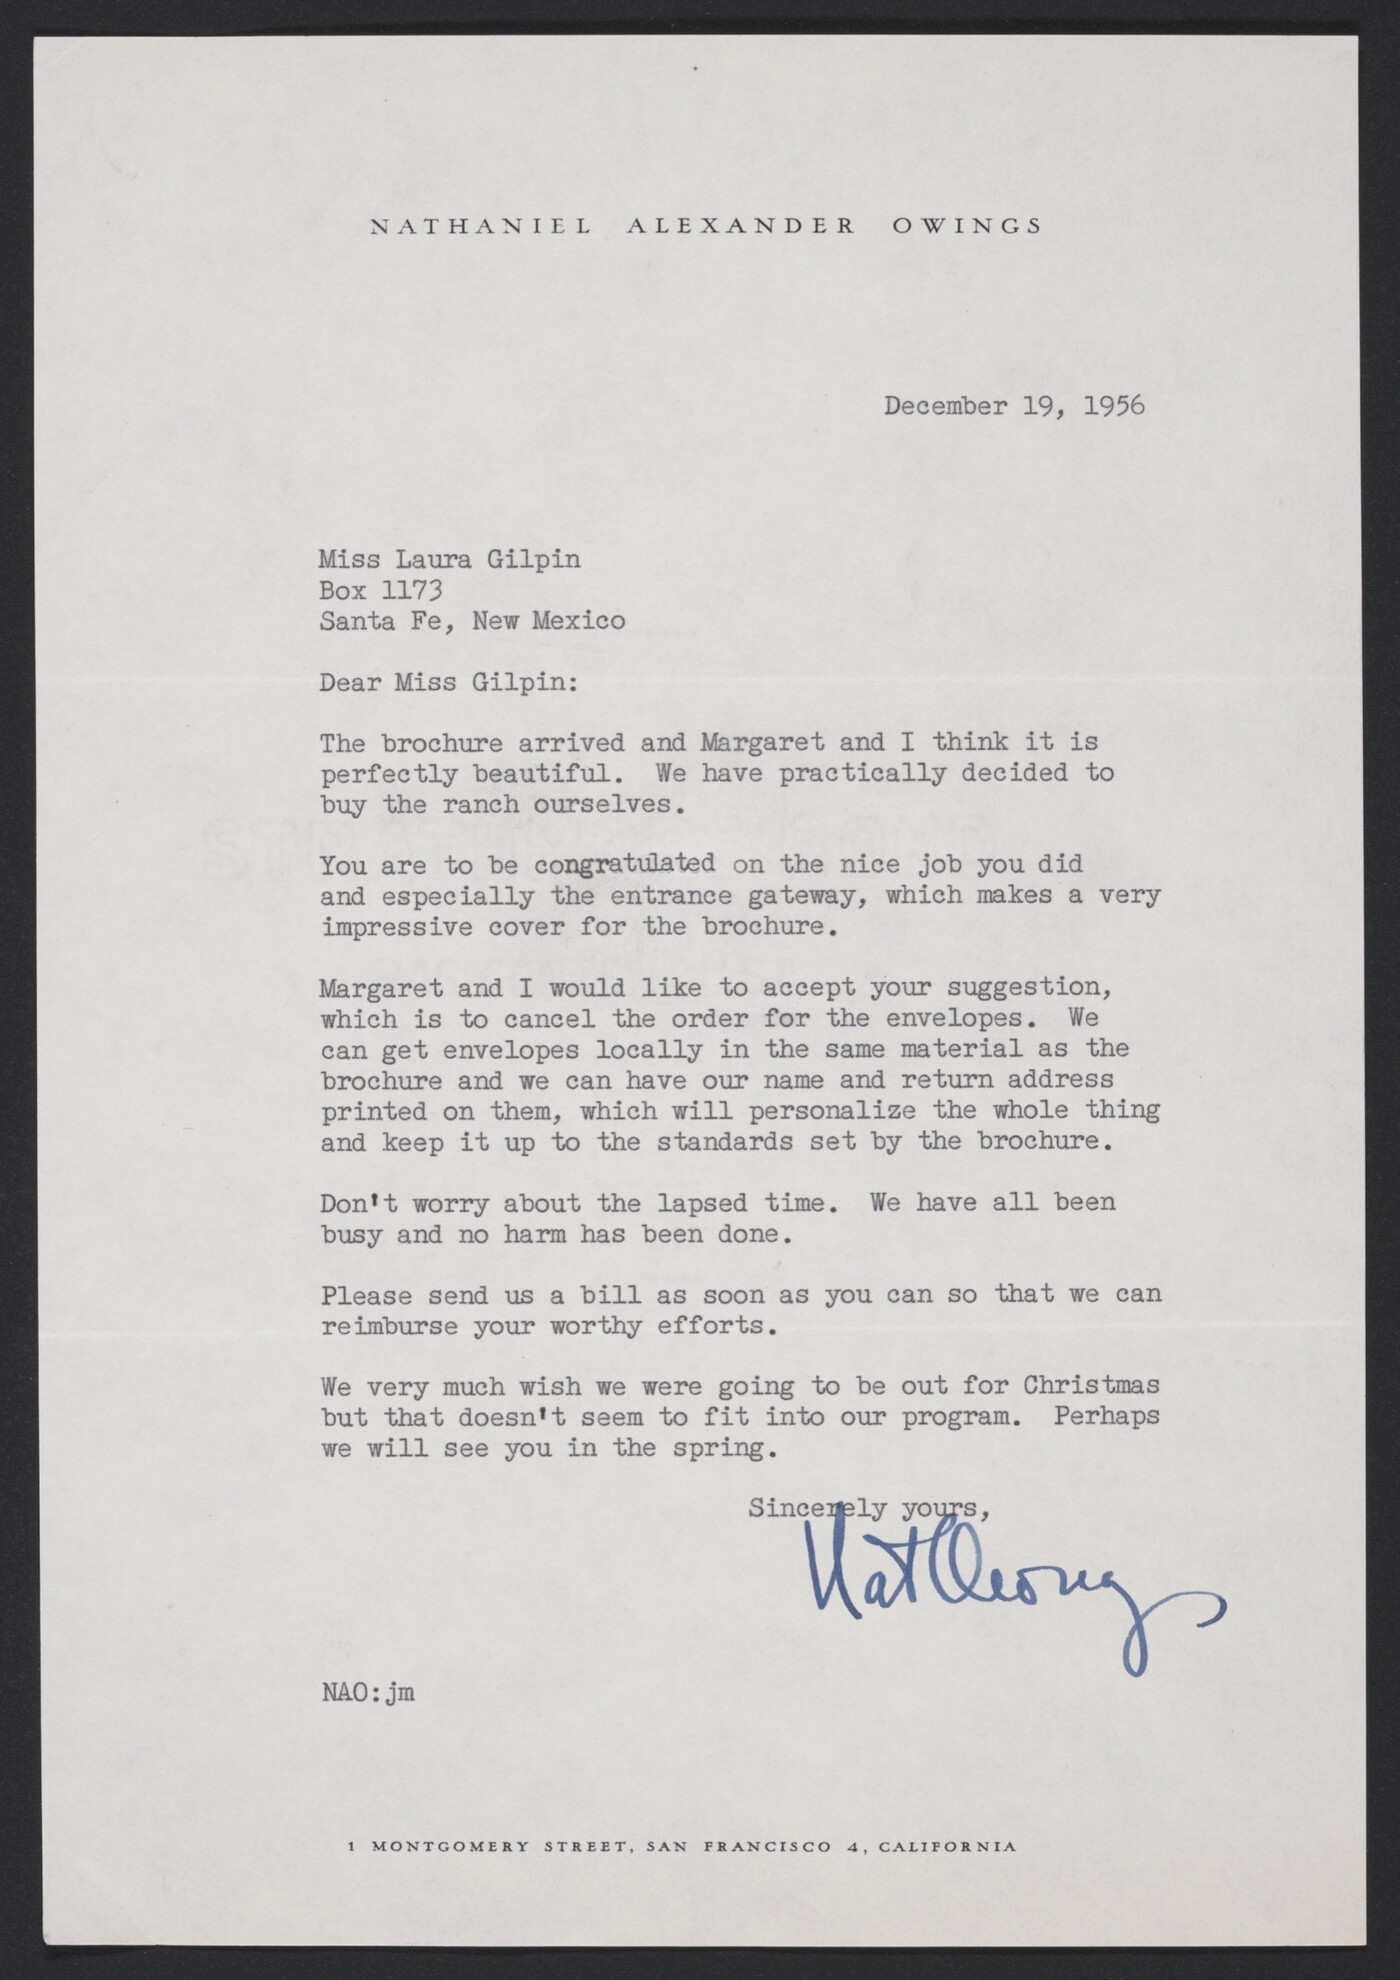 NATHANIEL ALEXANDER OWINGS
December 19, 1956
Miss Laura Gilpin
Box 1173
Santa Fe, New Mexico
Dear Miss Gilpin:
The brochure arrived and Margaret and I think it is
perfectly beautiful. We have practically decided to
buy the ranch ourselves.
You are to be congratulated on the nice job you did
and especially the entrance gateway, which makes a very
impressive cover for the brochure.
Margaret and I would like to accept your suggestion,
which is to cancel the order for the envelopes. We
can get envelopes locally in the same material as the
brochure and we can have our name and return address
printed on them, which will personalize the whole thing
and keep it up to the standards set by the brochure.
Don't worry about the lapsed time. We have all been
busy and no harm has been done.
Please send us a bill as soon as you can so that we can
reimburse your worthy efforts.
We very much wish we were going to be out for Christmas
but that doesn't seem to fit into our program. Perhaps
we will see you in the spring.
Sincerely yours,
Nat Owings
NAO:jm
1 MONTGOMERY STREET, SAN FRANCISCO 4, CALIFORNIA